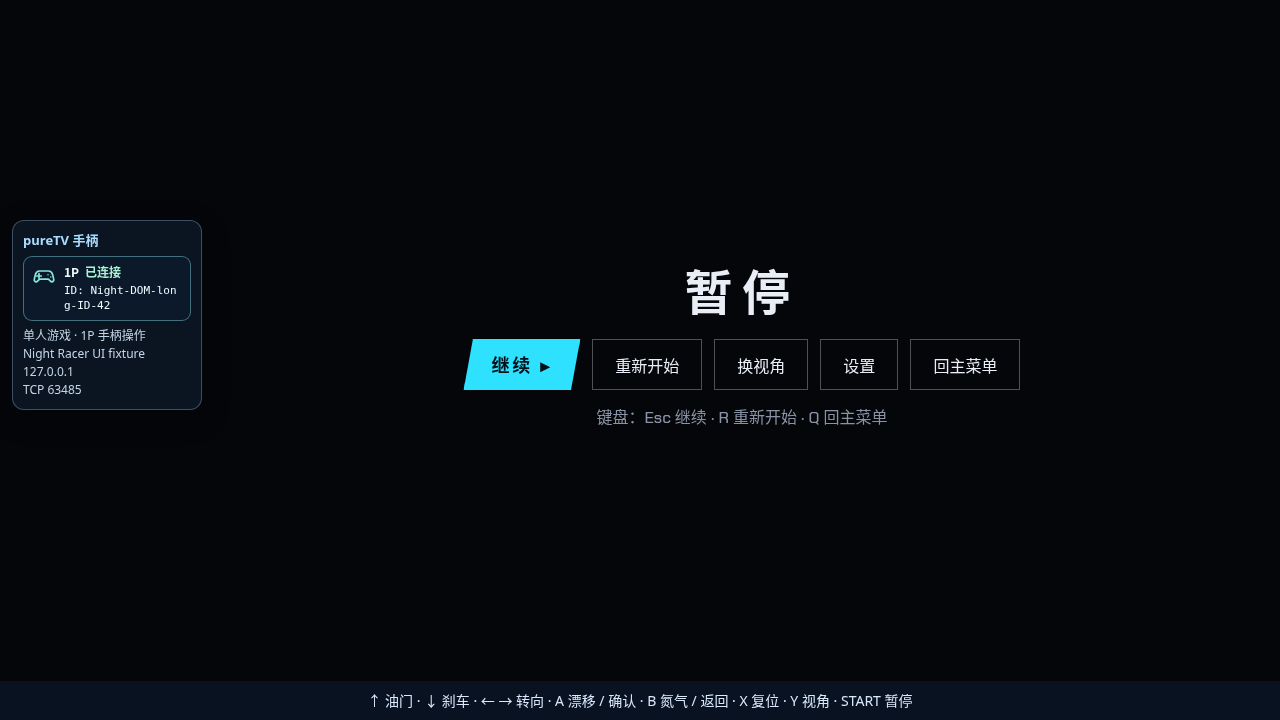 pureTV 手柄
1P 已连接
ID: Night-DOM-lon
g-ID-42
单人游戏 · 1P 手柄操作
Night Racer UI fixture
127.0.0.1
TCP 63485
暂停
继续 ▸
重新开始
换视角
设置
回主菜单
键盘：Esc 继续 · R 重新开始 · Q 回主菜单
↑ 油门 · ↓ 刹车 · ← → 转向 · A 漂移 / 确认 · B 氮气 / 返回 · X 复位 · Y 视角 · START 暂停